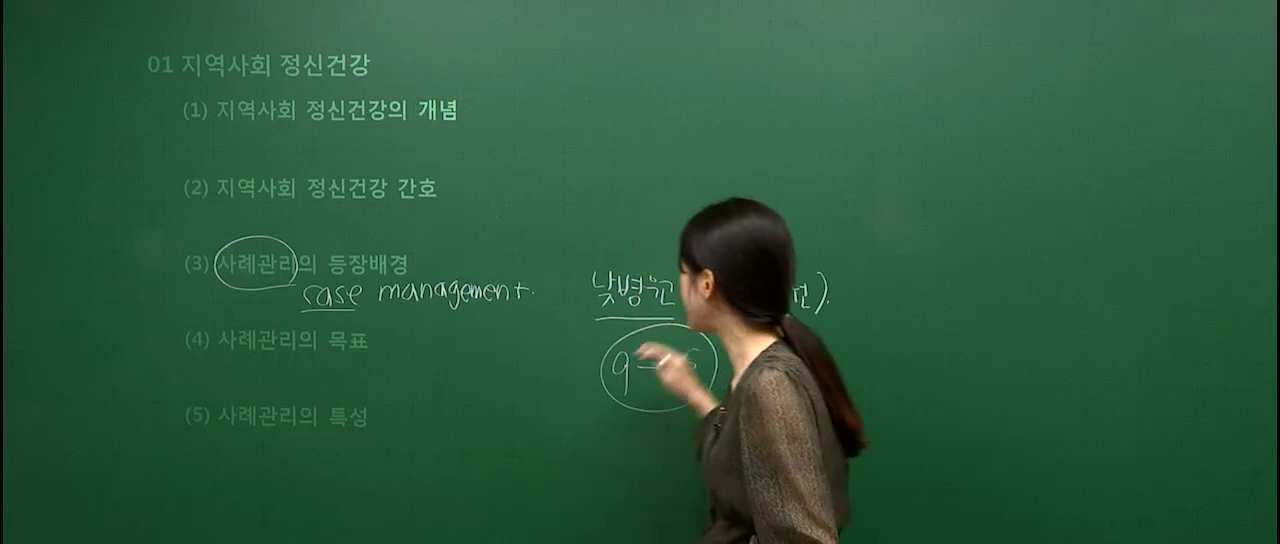 01 지역사회 정신건강
(1) 지역사회 정신건강의 개념
(2) 지역사회 정신건강 간호
(3) 사례관리의 등장배경
case management.
낮병원
(4) 사례관리의 목표
(5) 사례관리의 특성